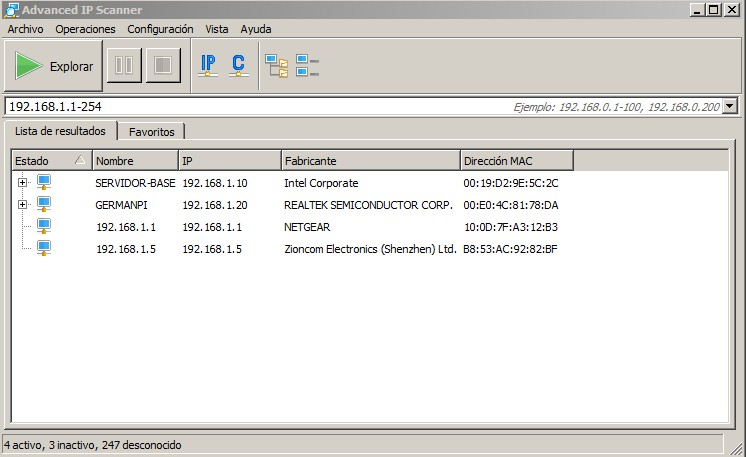 Advanced IP Scanner
Archivo Operaciones Configuración Vista Ayuda
Explorar IP C
192.168.1.1-254 Ejemplo: 192.168.0.1-100, 192.168.0.200
Lista de resultados Favoritos
Estado Nombre IP Fabricante Dirección MAC
SERVIDOR-BASE 192.168.1.10 Intel Corporate 00:19:D2:9E:5C:2C
GERMANPI 192.168.1.20 REALTEK SEMICONDUCTOR CORP. 00:E0:4C:81:78:DA
192.168.1.1 192.168.1.1 NETGEAR 10:0D:7F:A3:12:B3
192.168.1.5 192.168.1.5 Zioncom Electronics (Shenzhen) Ltd. B8:53:AC:92:82:BF
4 activo, 3 inactivo, 247 desconocido